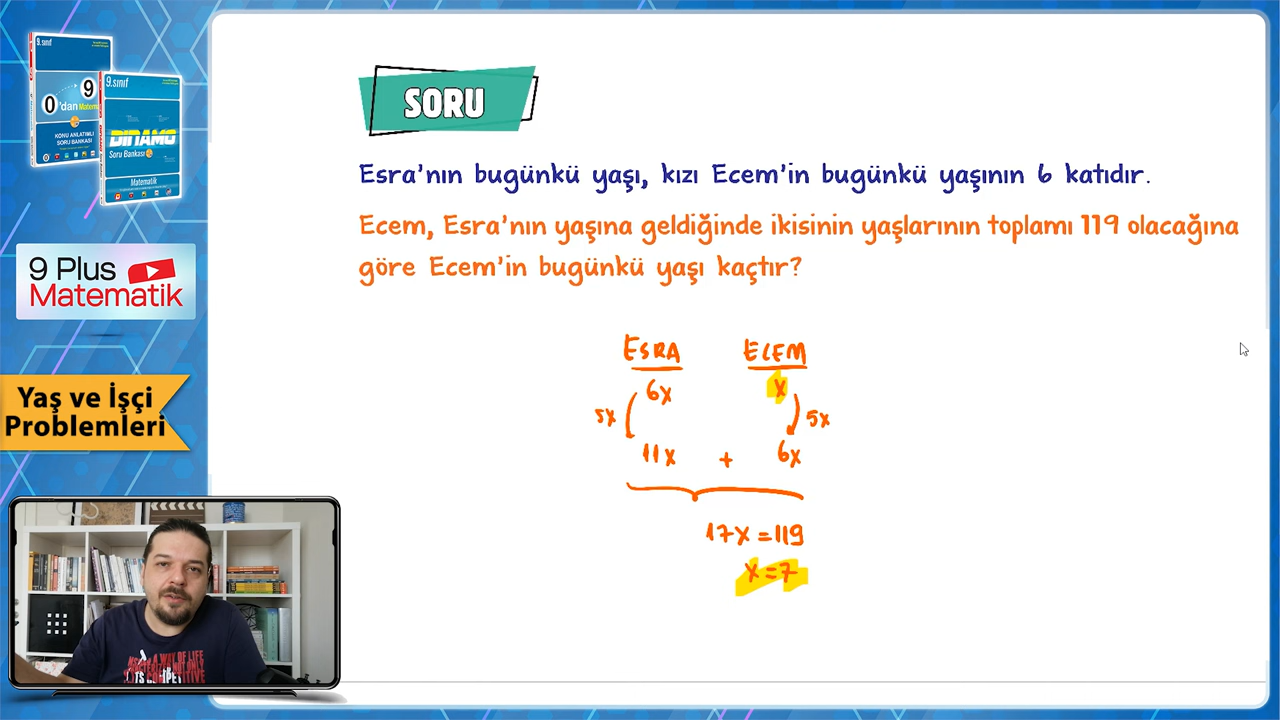 9.sınıf
0'dan 9
Matematik
KONU ANLATIMLI
SORU BANKASI
9.sınıf
DİNAMO
Soru Bankası
Matematik
9 Plus
Matematik
Yaş ve İşçi
Problemleri
SORU
Esra'nın bugünkü yaşı, kızı Ecem'in bugünkü yaşının 6 katıdır.
Ecem, Esra'nın yaşına geldiğinde ikisinin yaşlarının toplamı 119 olacağına
göre Ecem'in bugünkü yaşı kaçtır?
ESRA ECEM
6x x
5x 5x
11x + 6x
17x = 119
x = 7